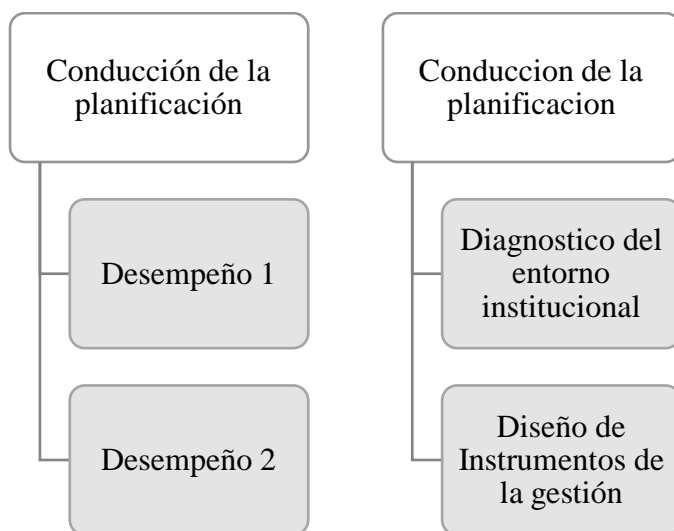 Conducción de la
planificación
Desempeño 1
Desempeño 2
Conduccion de la
planificacion
Diagnostico del
entorno
institucional
Diseño de
Instrumentos de
la gestión